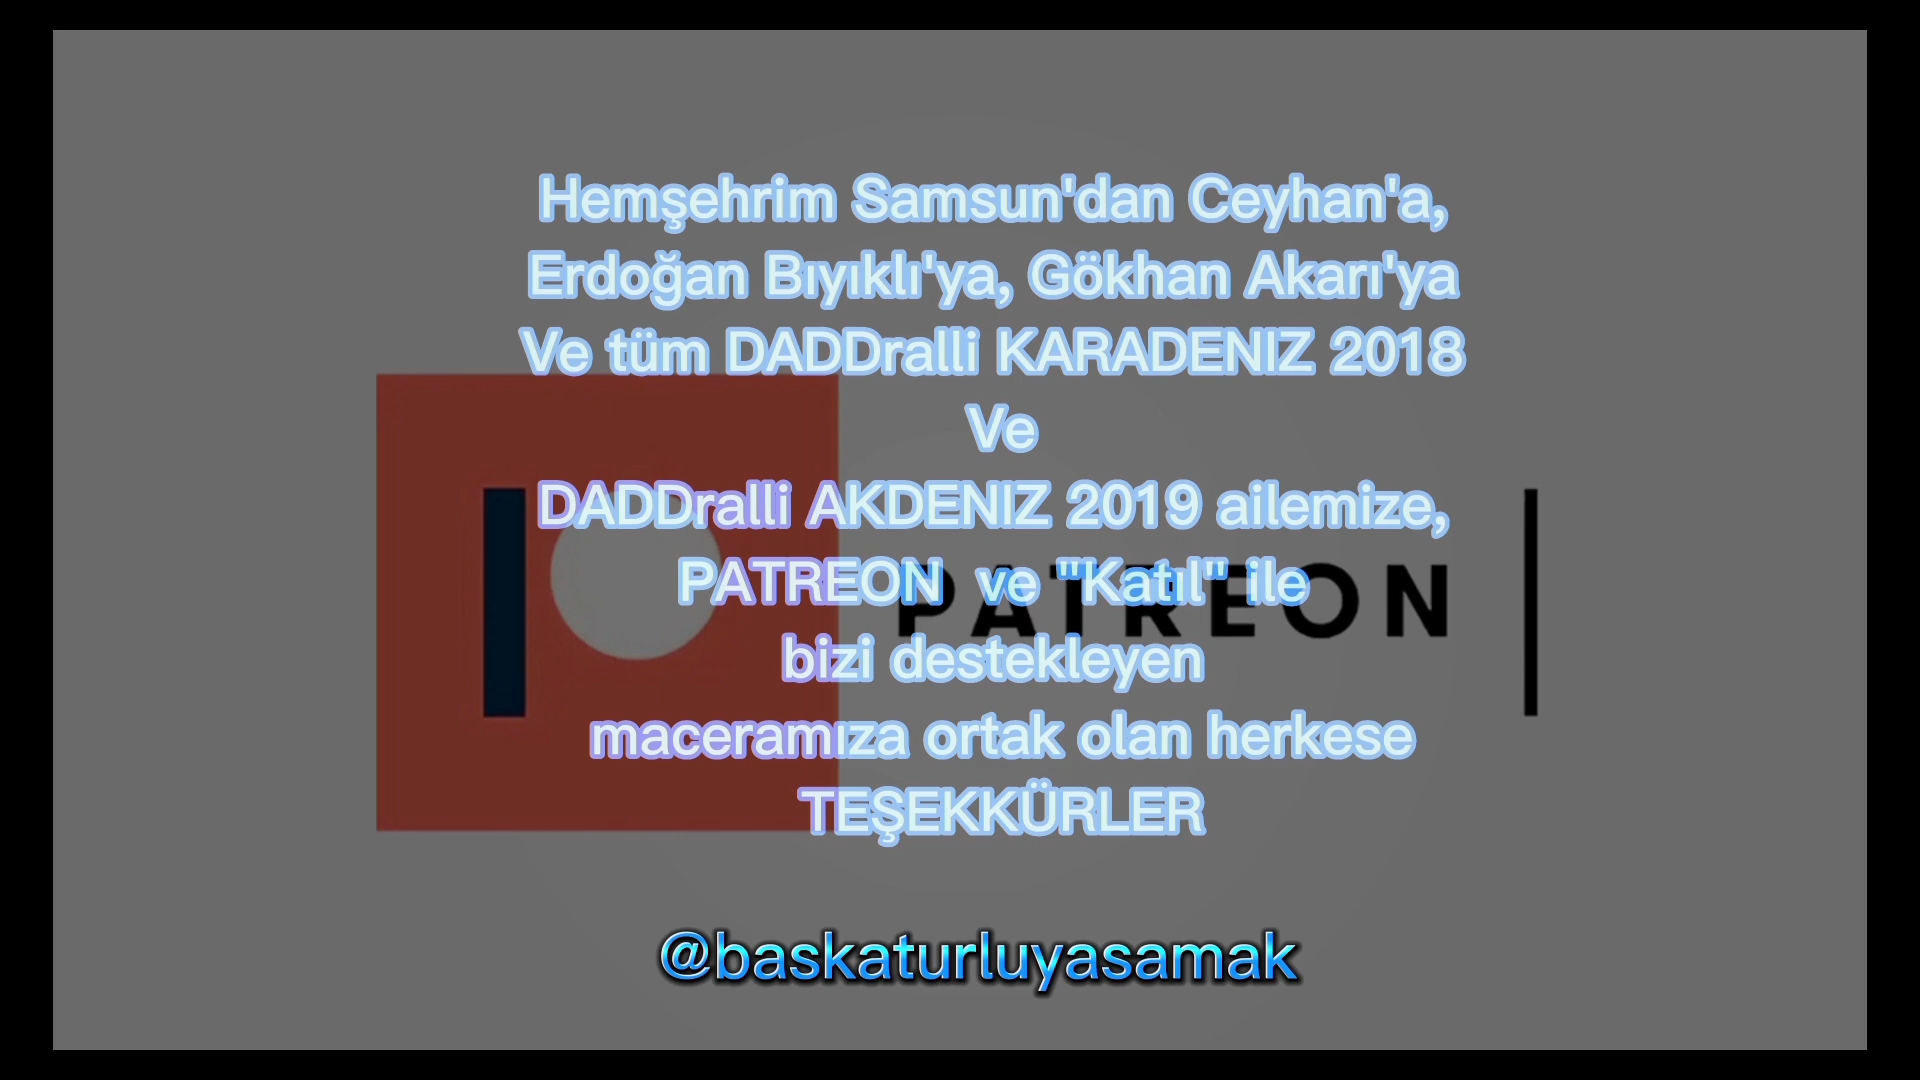 Hemşehrim Samsun'dan Ceyhan'a,
Erdoğan Bıyıklı'ya, Gökhan Akarı'ya
Ve tüm DADDralli KARADENIZ 2018
Ve
DADDralli AKDENIZ 2019 ailemize,
PATREON ve "Katıl" ile
PATREON
bizi destekleyen
maceramıza ortak olan herkese
TEŞEKKÜRLER
@baskaturluyasamak